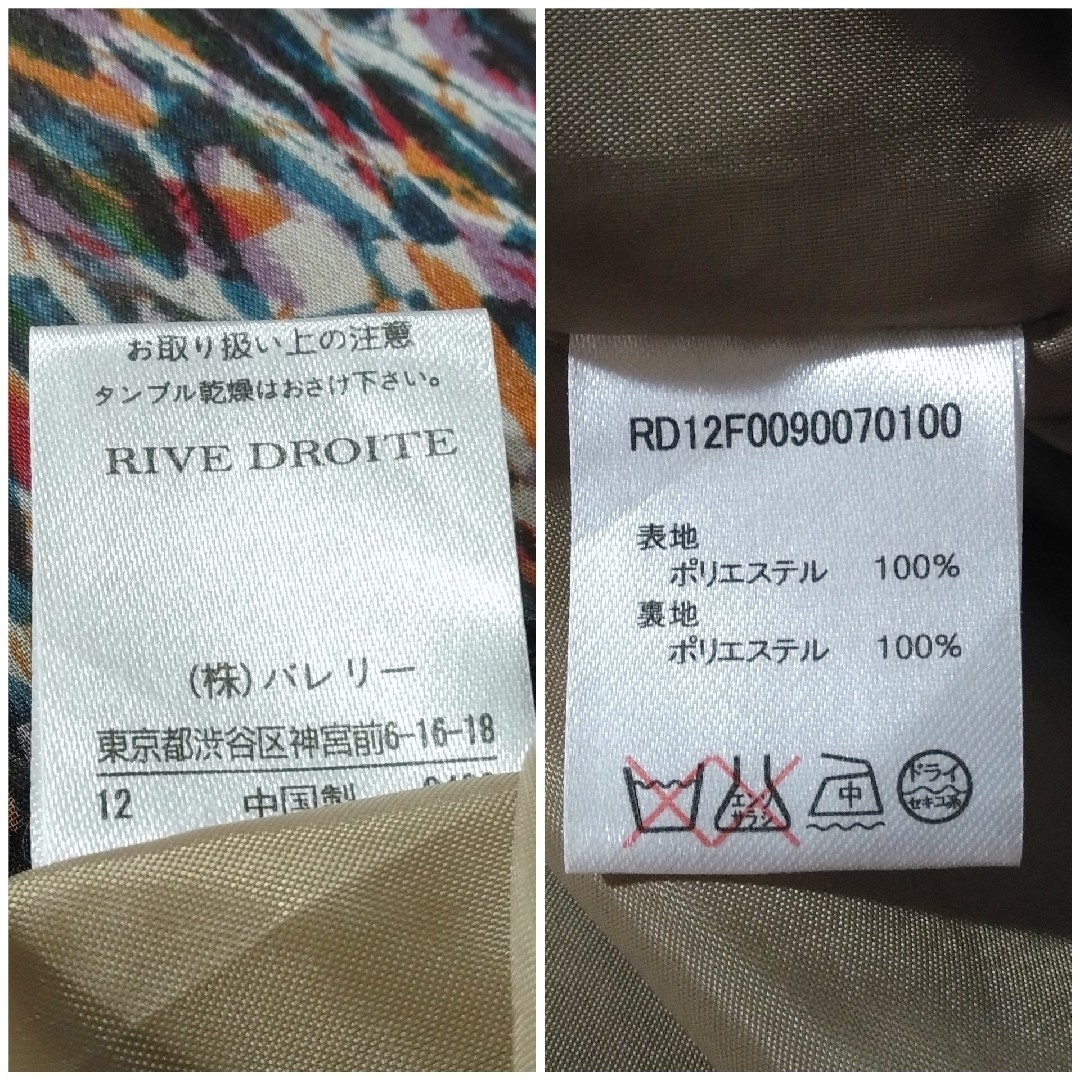 お取り扱い上の注意
タンブル乾燥はおさけ下さい。
RIVE DROITE
(株)バレリー
東京都渋谷区神宮前6-16-18
12 中国製
RD12F0090070100
表地
ポリエステル 100%
裏地
ポリエステル 100%
エンソサラシ
中
ドライ
セキユ系